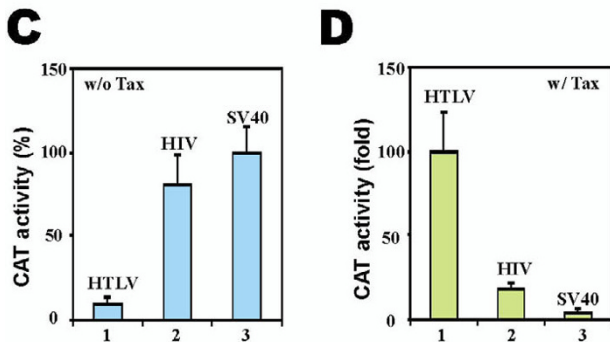 C
CAT activity (%)
150
100
50
0
w/o Tax
HTLV
HIV
SV40
1 2 3
D
CAT activity (fold)
150
100
50
0
w/ Tax
HTLV
HIV
SV40
1 2 3